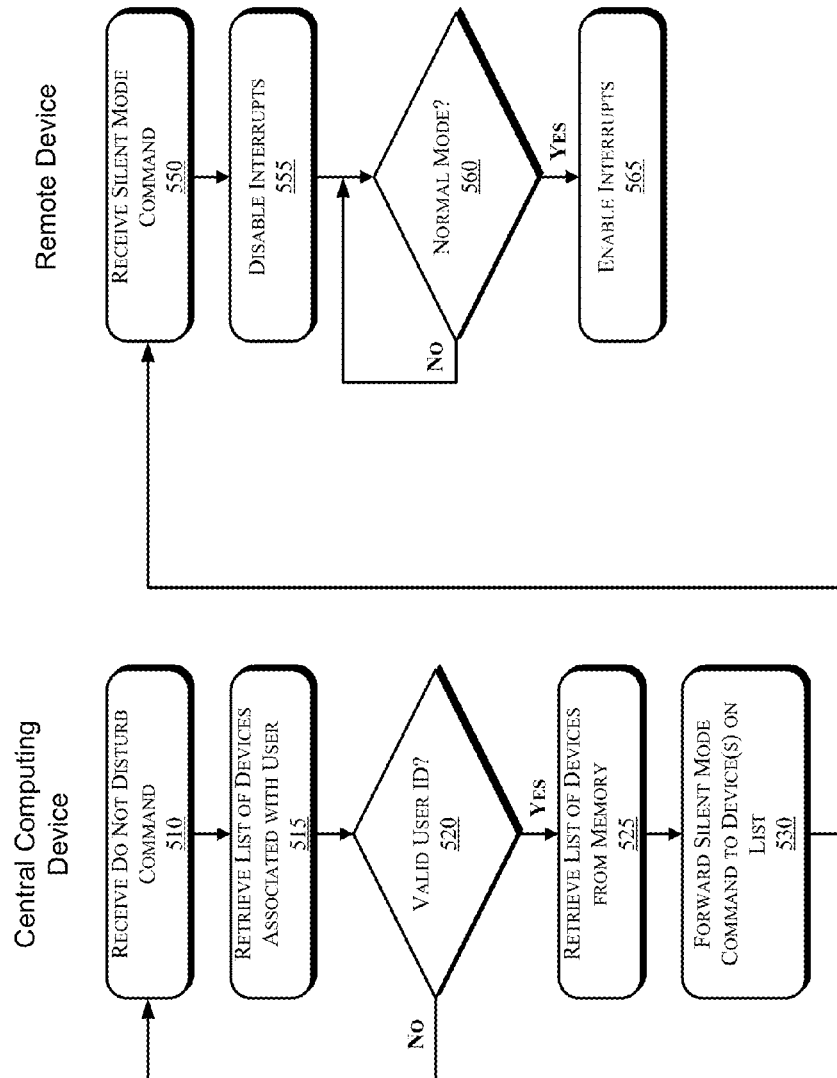 Central Computing
Device
RECEIVE DO NOT DISTURB
COMMAND
510
RETRIEVE LIST OF DEVICES
ASSOCIATED WITH USER
515
VALID USER ID?
520
NO
YES
RETRIEVE LIST OF DEVICES
FROM MEMORY
525
FORWARD SILENT MODE
COMMAND TO DEVICE(S) ON
LIST
530
Remote Device
RECEIVE SILENT MODE
COMMAND
550
DISABLE INTERRUPTS
555
NORMAL MODE?
560
NO
YES
ENABLE INTERRUPTS
565